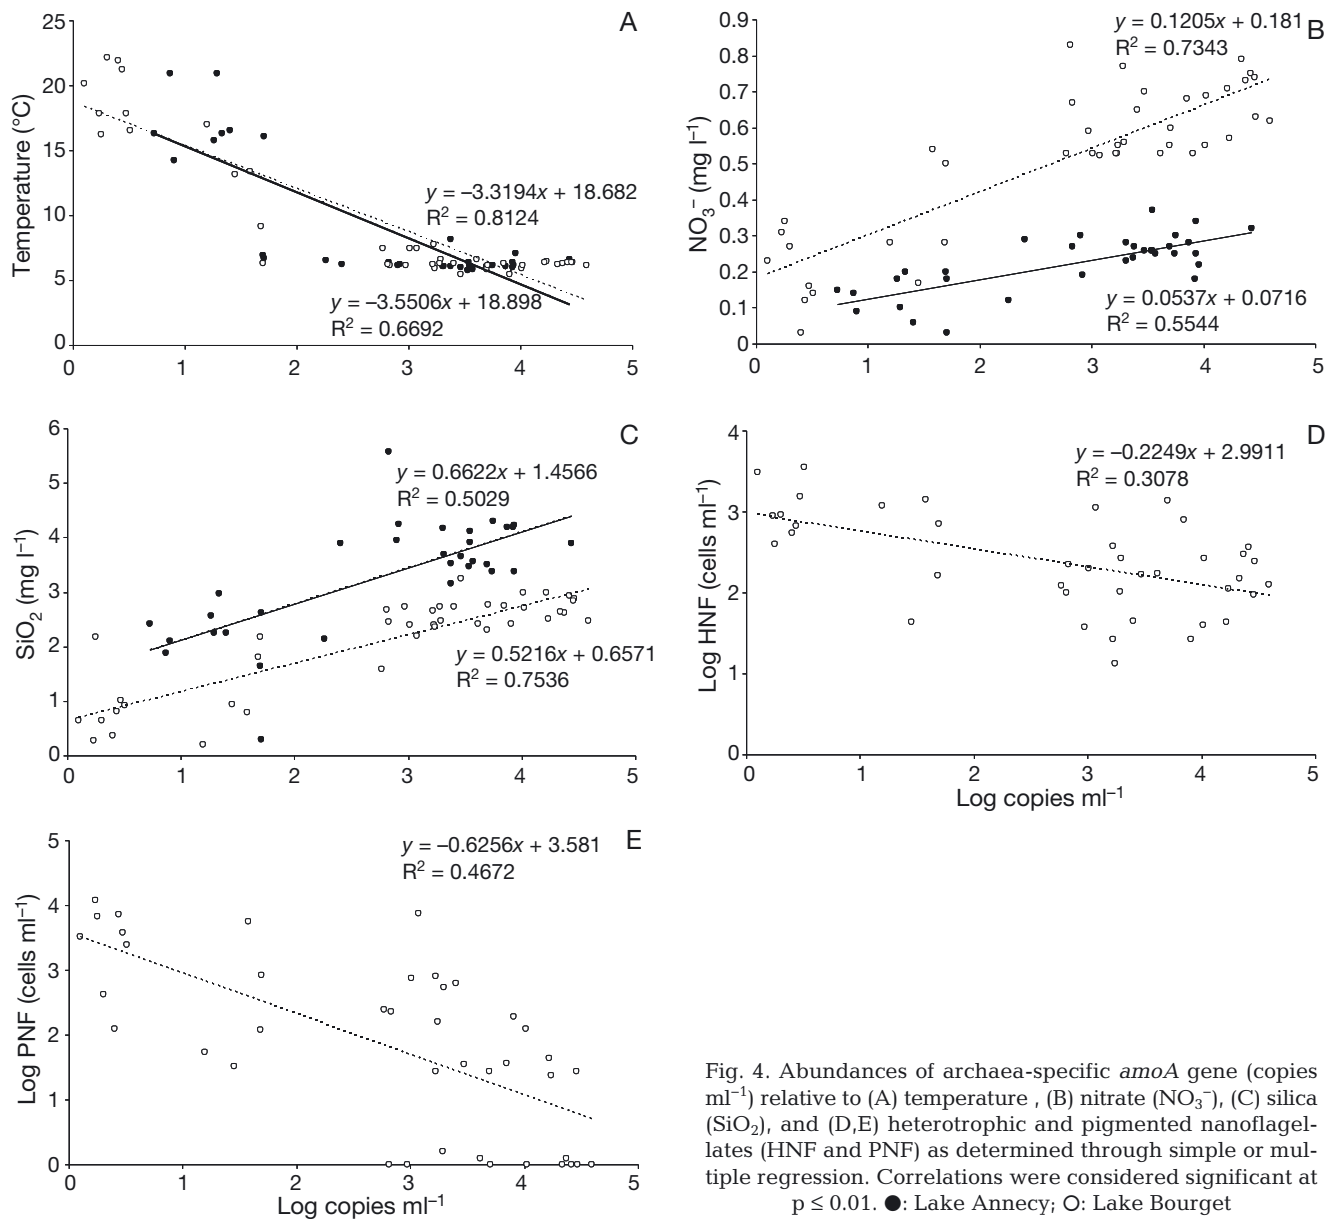 A
Temperature (°C)
25
20
15
10
5
0
0 1 2 3 4 5
y = –3.3194x + 18.682
R² = 0.8124
y = –3.5506x + 18.898
R² = 0.6692
B
NO₃⁻ (mg l⁻¹)
0.9
0.8
0.7
0.6
0.5
0.4
0.3
0.2
0.1
0
0 1 2 3 4 5
y = 0.1205x + 0.181
R² = 0.7343
y = 0.0537x + 0.0716
R² = 0.5544
C
SiO₂ (mg l⁻¹)
6
5
4
3
2
1
0
0 1 2 3 4 5
y = 0.6622x + 1.4566
R² = 0.5029
y = 0.5216x + 0.6571
R² = 0.7536
D
Log HNF (cells ml⁻¹)
4
3
2
1
0
0 1 2 3 4 5
Log copies ml⁻¹
y = –0.2249x + 2.9911
R² = 0.3078
E
Log PNF (cells ml⁻¹)
5
4
3
2
1
0
0 1 2 3 4 5
Log copies ml⁻¹
y = –0.6256x + 3.581
R² = 0.4672
Fig. 4. Abundances of archaea-specific amoA gene (copies
ml⁻¹) relative to (A) temperature , (B) nitrate (NO₃⁻), (C) silica
(SiO₂), and (D,E) heterotrophic and pigmented nanoflagel-
lates (HNF and PNF) as determined through simple or mul-
tiple regression. Correlations were considered significant at
p ≤ 0.01. ●: Lake Annecy; O: Lake Bourget